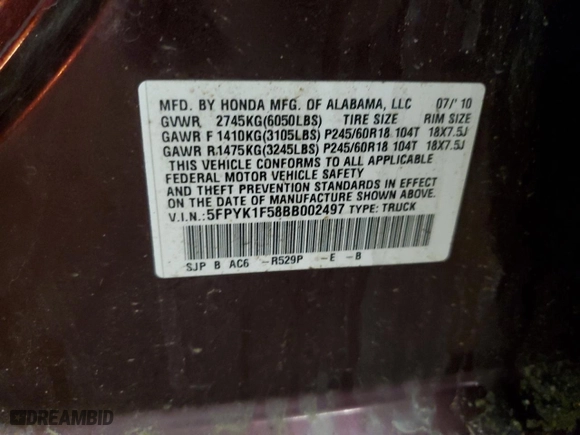 MFD. BY HONDA MFG. OF ALABAMA, LLC 07/'10
GVWR 2745KG(6050LBS) TIRE SIZE RIM SIZE
GAWR F 1410KG(3105LBS) P245/60R18 104T 18X7.5J
GAWR R.1475KG(3245LBS) P245/60R18 104T 18X7.5J
THIS VEHICLE CONFORMS TO ALL APPLICABLE
FEDERAL MOTOR VEHICLE SAFETY
AND THEFT PREVENTION STANDARDS IN EFFECT
ON THE DATE OF MANUFACTURE SHOWN ABOVE.
V.I.N.:5FPYK1F58BB002497 TYPE: TRUCK
SJP B AC6 -R529P -E -B
DREAMBID